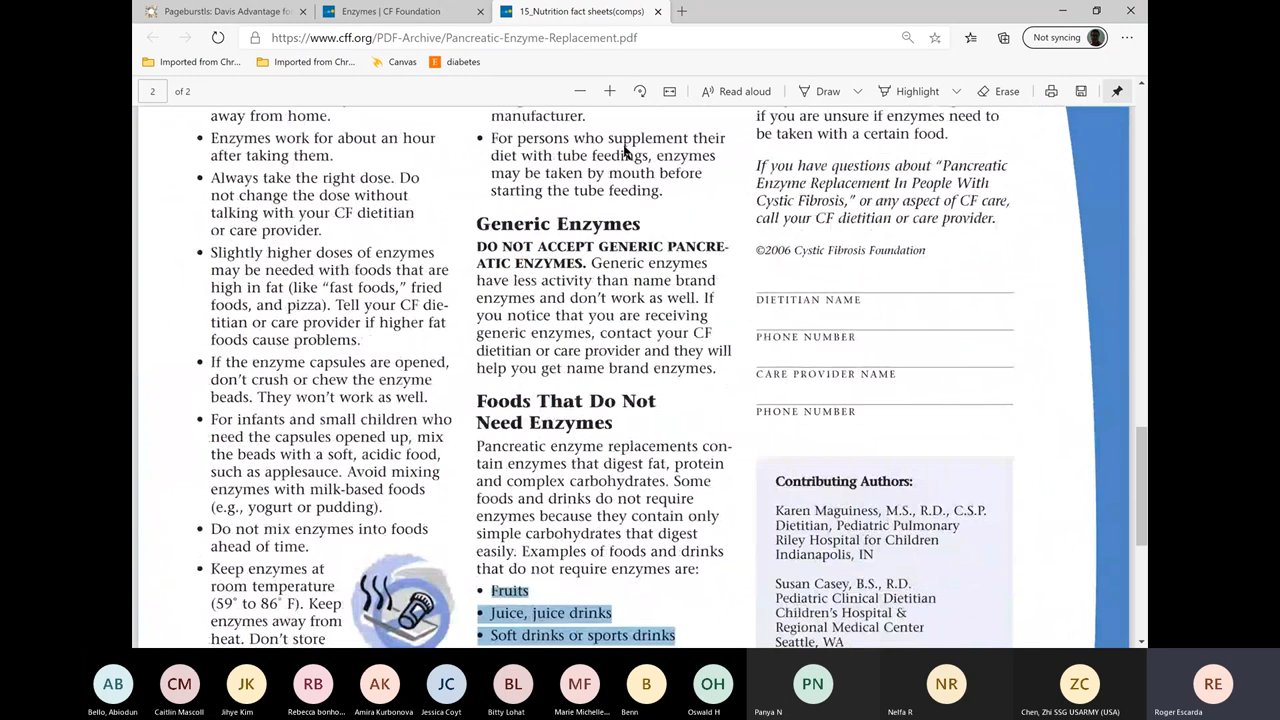 Pageburstls: Davis Advantage fo
Enzymes | CF Foundation
15_Nutrition fact sheets(comps)
https://www.cff.org/PDF-Archive/Pancreatic-Enzyme-Replacement.pdf
Not syncing
Imported from Chr...
Imported from Chr...
Canvas
diabetes
2
of 2
Read aloud
Draw
Highlight
Erase
away from home.
• Enzymes work for about an hour
after taking them.
• Always take the right dose. Do
not change the dose without
talking with your CF dietitian
or care provider.
• Slightly higher doses of enzymes
may be needed with foods that are
high in fat (like “fast foods,” fried
foods, and pizza). Tell your CF die-
titian or care provider if higher fat
foods cause problems.
• If the enzyme capsules are opened,
don’t crush or chew the enzyme
beads. They won’t work as well.
• For infants and small children who
need the capsules opened up, mix
the beads with a soft, acidic food,
such as applesauce. Avoid mixing
enzymes with milk-based foods
(e.g., yogurt or pudding).
• Do not mix enzymes into foods
ahead of time.
• Keep enzymes at
room temperature
(59˚ to 86˚ F). Keep
enzymes away from
heat. Don’t store
manufacturer.
• For persons who supplement their
diet with tube feedings, enzymes
may be taken by mouth before
starting the tube feeding.
Generic Enzymes
DO NOT ACCEPT GENERIC PANCRE-
ATIC ENZYMES. Generic enzymes
have less activity than name brand
enzymes and don’t work as well. If
you notice that you are receiving
generic enzymes, contact your CF
dietitian or care provider and they will
help you get name brand enzymes.
Foods That Do Not
Need Enzymes
Pancreatic enzyme replacements con-
tain enzymes that digest fat, protein
and complex carbohydrates. Some
foods and drinks do not require
enzymes because they contain only
simple carbohydrates that digest
easily. Examples of foods and drinks
that do not require enzymes are:
• Fruits
• Juice, juice drinks
• Soft drinks or sports drinks
if you are unsure if enzymes need to
be taken with a certain food.
If you have questions about “Pancreatic
Enzyme Replacement In People With
Cystic Fibrosis,” or any aspect of CF care,
call your CF dietitian or care provider.
©2006 Cystic Fibrosis Foundation
DIETITIAN NAME
PHONE NUMBER
CARE PROVIDER NAME
PHONE NUMBER
Contributing Authors:
Karen Maguiness, M.S., R.D., C.S.P.
Dietitian, Pediatric Pulmonary
Riley Hospital for Children
Indianapolis, IN
Susan Casey, B.S., R.D.
Pediatric Clinical Dietitian
Children’s Hospital &
Regional Medical Center
Seattle, WA
AB
CM
JK
RB
AK
JC
BL
MF
B
OH
PN
NR
ZC
RE
Bello, Abiodun
Caitlin Mascoll
Jihye Kim
Rebecca bonho...
Amira Kurbonova
Jessica Coyt
Bitty Lohat
Marie Michelle...
Benn
Oswald H
Panya N
Nelfa R
Chen, Zhi SSG USARMY (USA)
Roger Escarda